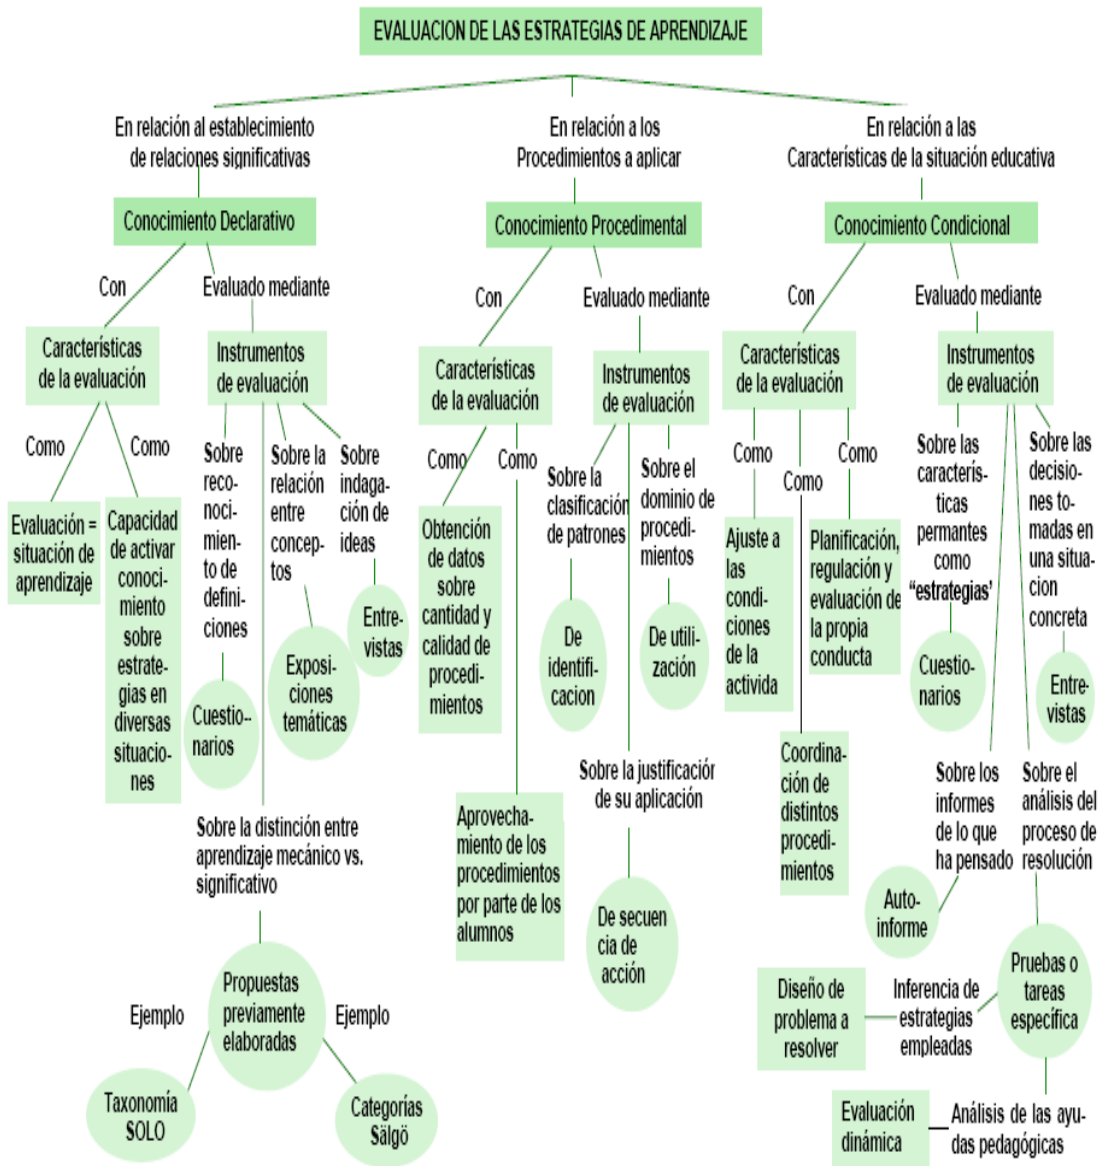 EVALUACION DE LAS ESTRATEGIAS DE APRENDIZAJE
En relación al establecimiento
de relaciones significativas
Conocimiento Declarativo
Con
Evaluado mediante
Características
de la evaluación
Instrumentos
de evaluación
Como
Como
Evaluación =
situación de
aprendizaje
Capacidad
de activar
conoci-
miento
sobre
estrate-
gias en
diversas
situacio-
nes
Sobre
reco-
nocimi-
mien-
to de
defini-
ciones
Cuestio-
narios
Sobre la
relación
entre
concep-
tos
Exposi-
ciones
temáticas
Sobre
indaga-
ción de
ideas
Entre-
vistas
Sobre la distinción entre
aprendizaje mecánico vs.
significativo
Propuestas
previamente
elaboradas
Ejemplo
Ejemplo
Taxonomía
SOLO
Categorías
Sälgö
En relación a los
Procedimientos a aplicar
Conocimiento Procedimental
Con
Evaluado mediante
Características
de la evaluación
Instrumentos
de evaluación
Como
Como
Obtención
de datos
sobre
cantidad y
calidad de
procedi-
mientos
Aprovecha-
miento de los
procedimientos
por parte de los
alumnos
Sobre la
clasificación
de patrones
De
identificacion
Sobre el
dominio de
procedi-
mientos
De utili-
zación
Sobre la justificación
de su aplicación
De secuen
cia de
acción
En relación a las
Características de la situación educativa
Conocimiento Condicional
Con
Evaluado mediante
Características
de la evaluación
Instrumentos
de evaluación
Como
Como
Como
Ajuste a
las
condi-
ciones
de la
activida
Coordina-
ción de
distintos
procedi-
mientos
Planificación,
regulación y
evaluación de
la propia
conducta
Sobre las
caracterís-
ticas
permantes
como
“estrategias’
Cuestio-
narios
Sobre las
decisio-
nes to-
madas en
una situa-
cion
concreta
Entre-
vistas
Sobre los
informes
de lo que
ha pensado
Auto-
informe
Sobre el
análisis del
proceso de
resolución
Pruebas o
tareas
específica
Inferencia de
estrategias
empleadas
Diseño de
problema a
resolver
Análisis de las ayu-
das pedagógicas
Evaluación
dinámica